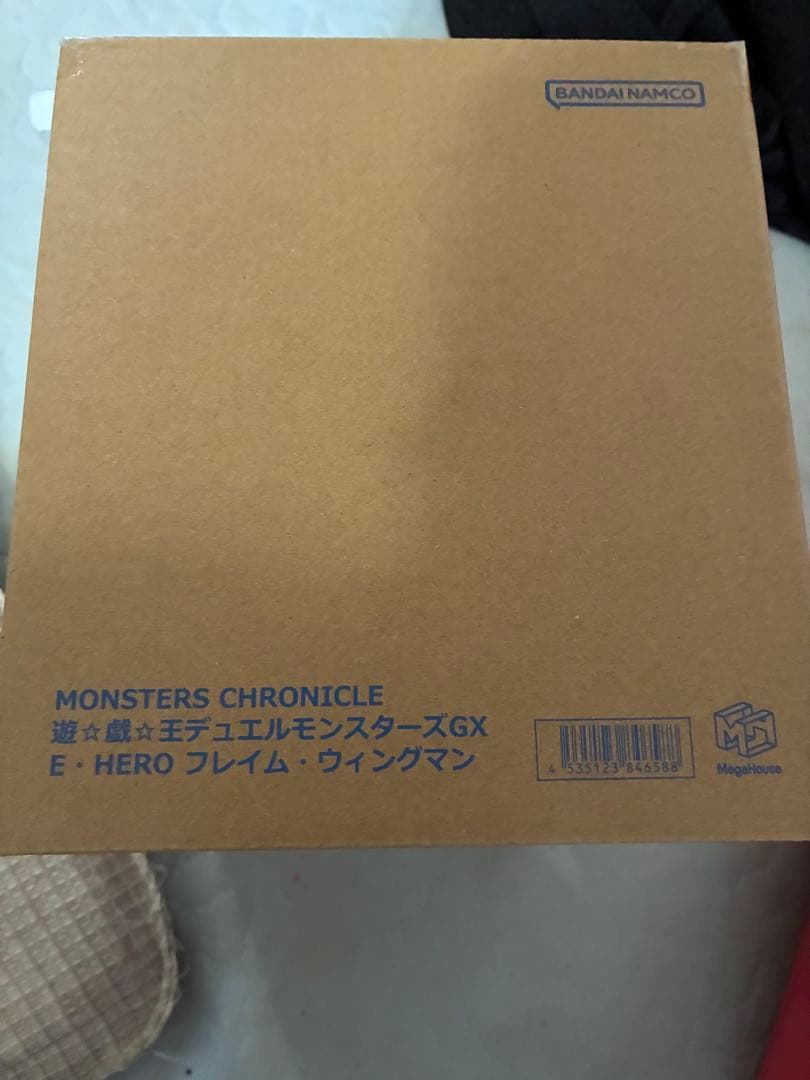 BANDAI NAMCO
MONSTERS CHRONICLE
遊☆戯☆王デュエルモンスターズGX
E・HERO フレイム・ウィングマン
4 535123 846588
MegaHouse